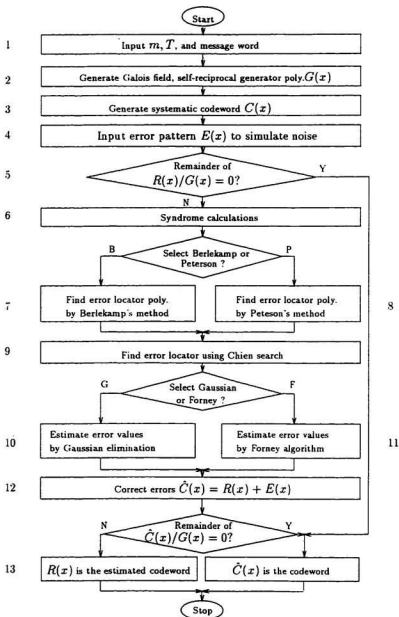 Start
1
Input m, T, and message word
2
Generate Galois field, self-reciprocal generator poly.G(x)
3
Generate systematic codeword C(x)
4
Input error pattern E(x) to simulate noise
5
Remainder of
R(x)/G(x) = 0?
Y
N
6
Syndrome calculations
B
Select Berlekamp or
Peterson ?
P
7
Find error locator poly.
by Berlekamp's method
Find error locator poly.
by Peteson's method
8
9
Find error locator using Chien search
G
Select Gaussian
or Forney ?
F
10
Estimate error values
by Gaussian elimination
Estimate error values
by Forney algorithm
11
12
Correct errors Ĉ(x) = R(x) + E(x)
N
Remainder of
Ĉ(x)/G(x) = 0?
Y
13
R(x) is the estimated codeword
Ĉ(x) is the codeword
Stop